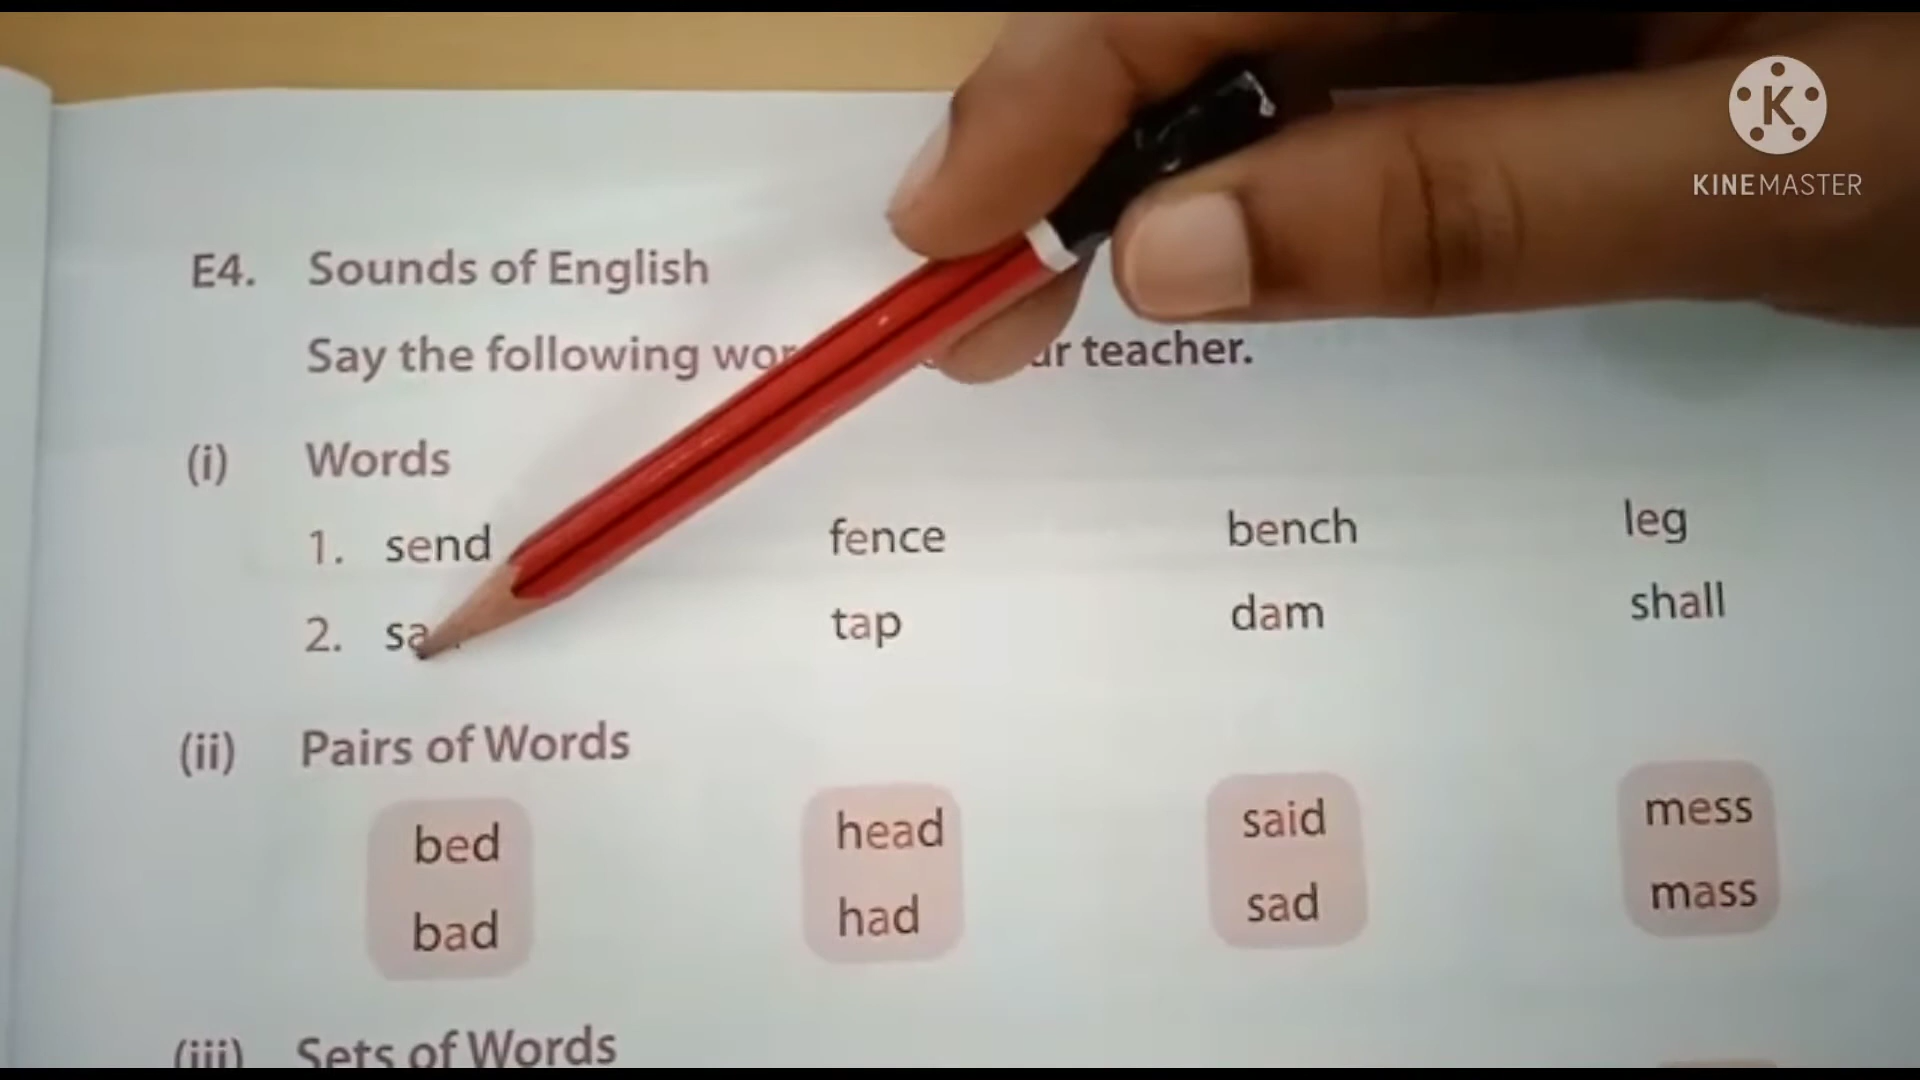 KINEMASTER
E4. Sounds of English
Say the following ur teacher.
(i) Words
1. send fence bench leg
2. tap dam shall
(ii) Pairs of Words
bed head said mess
bad had sad mass
(iii) Sets of Words